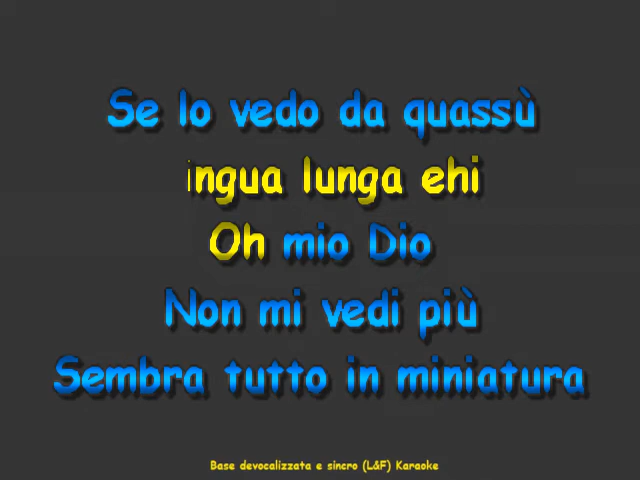 Se lo vedo da quassù
ingua lunga ehi
Oh mio Dio
Non mi vedi più
Sembra tutto in miniatura
Base devocalizzata e sincro (L&F) Karaoke